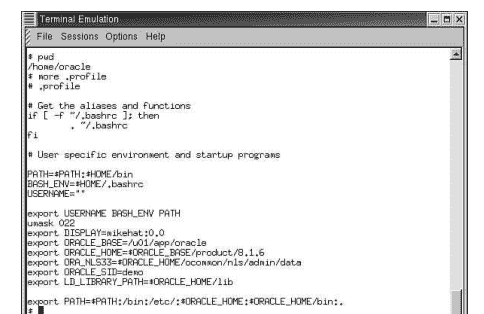 Terminal Emulation
File Sessions Options Help
$ pwd
/home/oracle
$ more .profile
# .profile
# Get the aliases and functions
if [ -f ~/.bashrc ]; then
. ~/.bashrc
fi
# User specific environment and startup programs
PATH=$PATH:$HOME/bin
BASH_ENV=$HOME/.bashrc
USERNAME=""
export USERNAME BASH_ENV PATH
umask 022
export DISPLAY=mikehat:0.0
export ORACLE_BASE=/u01/app/oracle
export ORACLE_HOME=$ORACLE_BASE/product/8.1.6
export ORA_NLS33=$ORACLE_HOME/ocommon/nls/admin/data
export ORACLE_SID=demo
export LD_LIBRARY_PATH=$ORACLE_HOME/lib
export PATH=$PATH:/bin:/etc/:$ORACLE_HOME:$ORACLE_HOME/bin:.
$